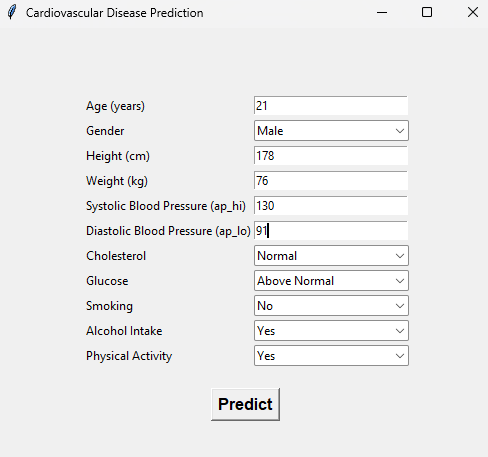 Cardiovascular Disease Prediction
Age (years) 21
Gender Male
Height (cm) 178
Weight (kg) 76
Systolic Blood Pressure (ap_hi) 130
Diastolic Blood Pressure (ap_lo) 91
Cholesterol Normal
Glucose Above Normal
Smoking No
Alcohol Intake Yes
Physical Activity Yes
Predict